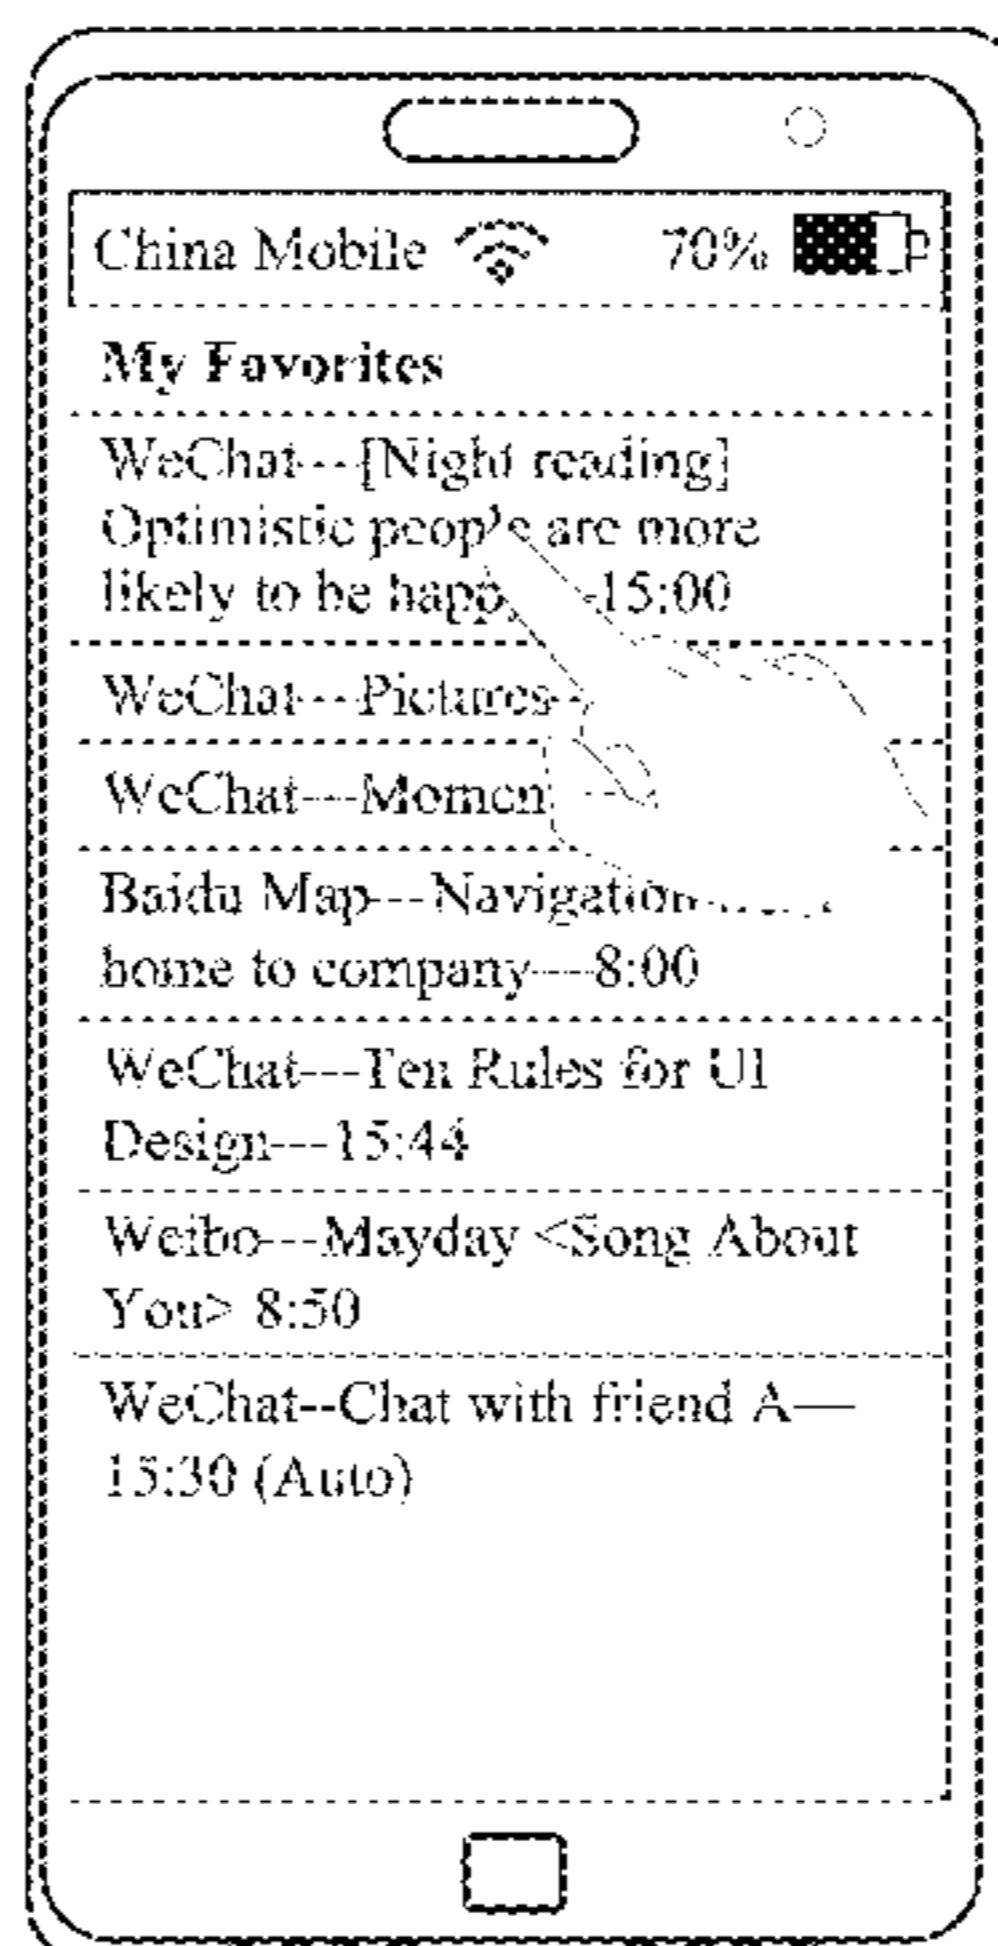 China Mobile 70%
My Favorites
WeChat---[Night reading]
Optimistic people are more
likely to be happy --15:00
WeChat---Pictures--
WeChat---Momen
Baidu Map---Navigation
home to company---8:00
WeChat---Ten Rules for UI
Design---15:44
Weibo---Mayday <Song About
You> 8:50
WeChat--Chat with friend A—
15:30 (Auto)